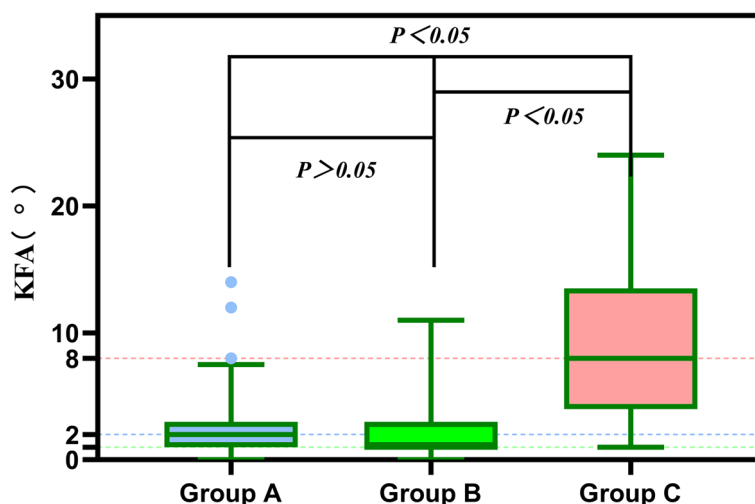 P＜0.05
30
P＜0.05
P＞0.05
20
KFA( °)
10
8
2
0
Group A
Group B
Group C